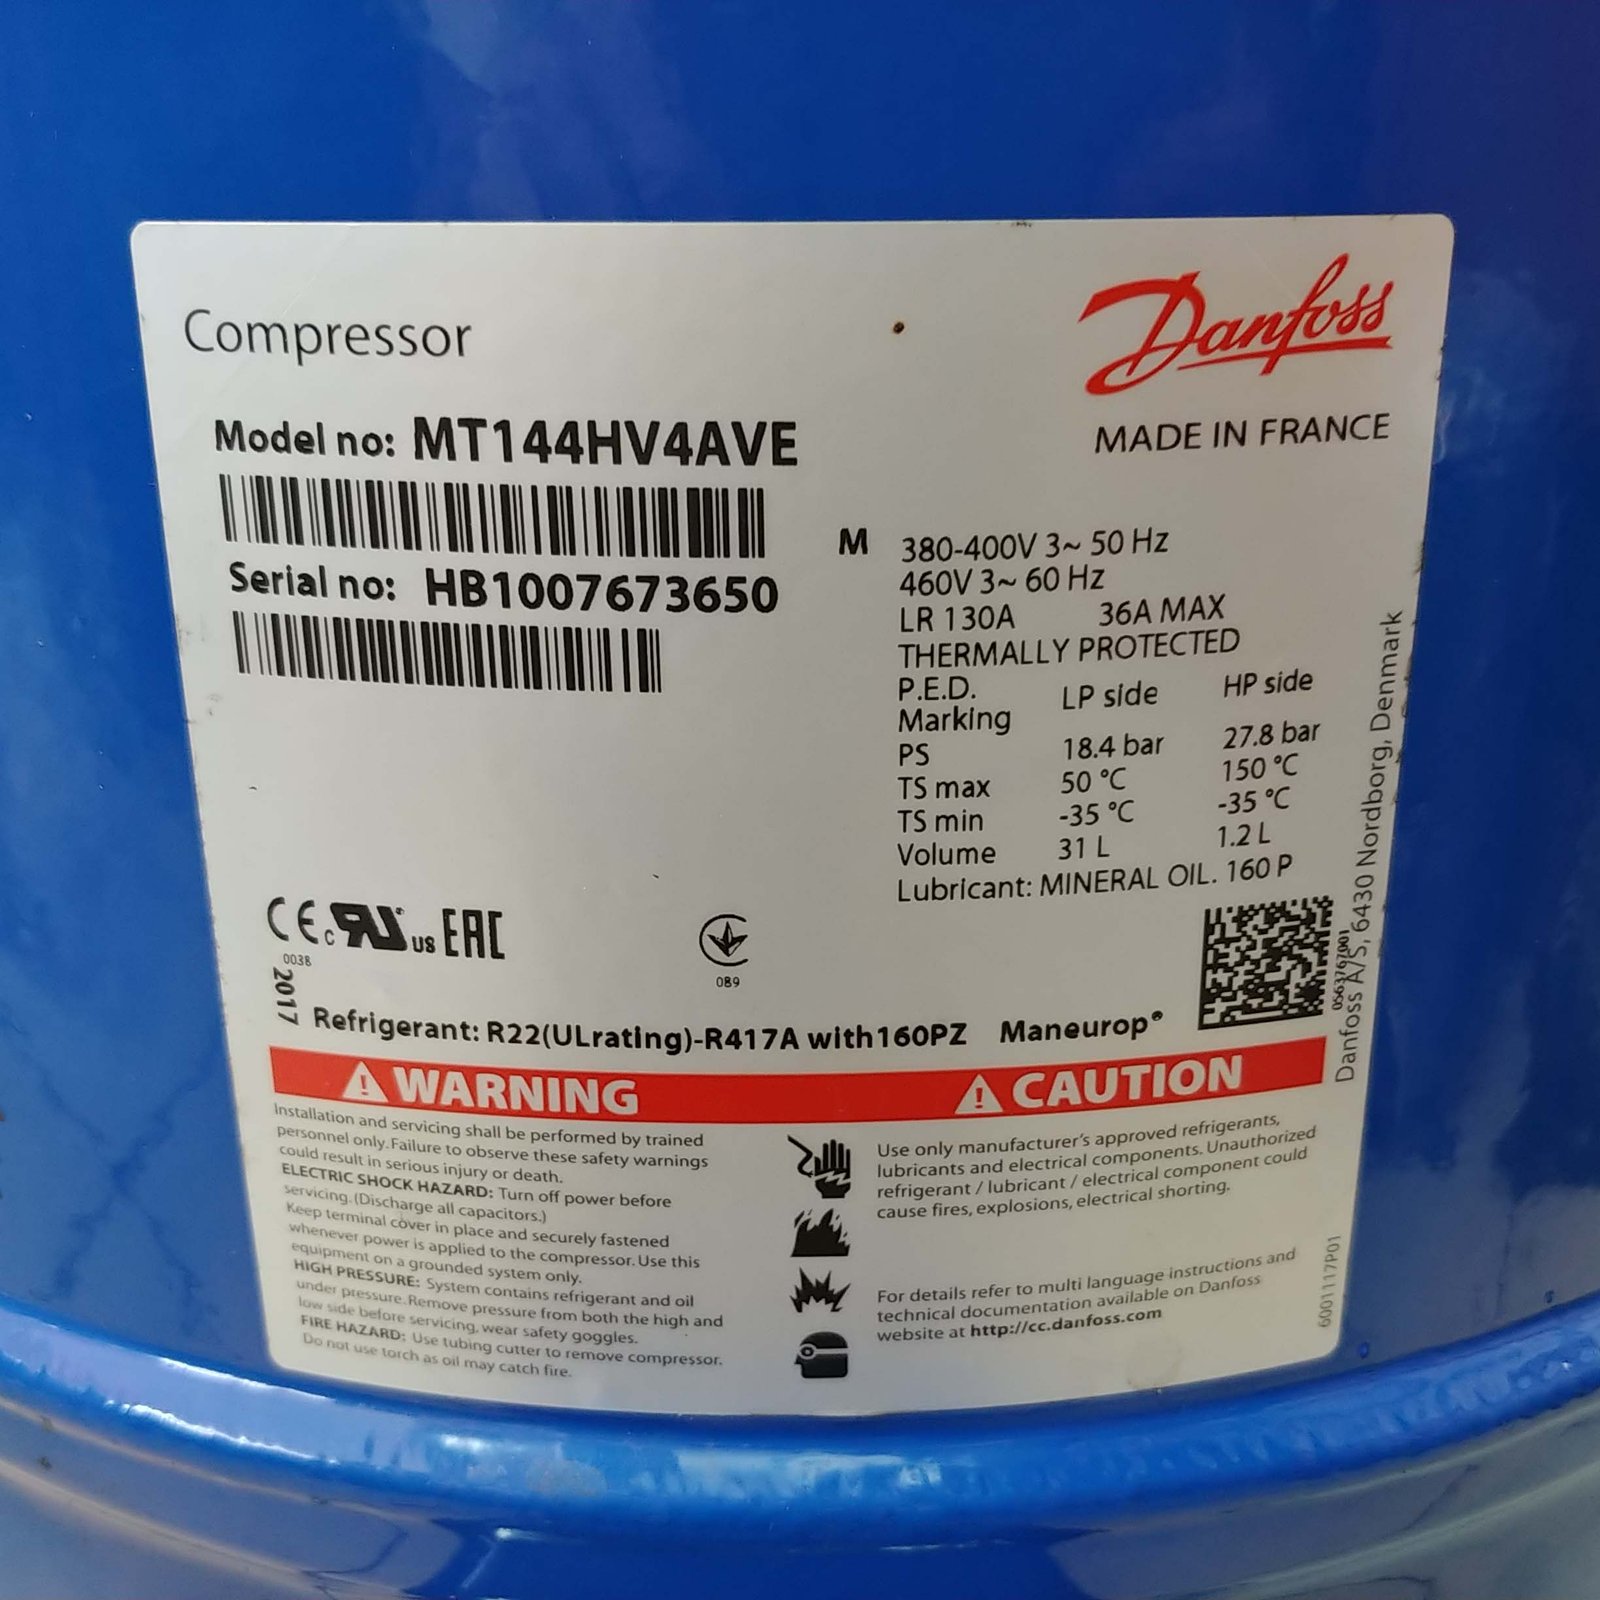 Compressor
Danfoss
MADE IN FRANCE
Model no: MT144HV4AVE
Serial no: HB1007673650
M 380-400V 3~ 50 Hz
460V 3~ 60 Hz
LR 130A 36A MAX
THERMALLY PROTECTED
P.E.D. LP side HP side
Marking
PS 18.4 bar 27.8 bar
TS max 50 °C 150 °C
TS min -35 °C -35 °C
Volume 31 L 1.2 L
Lubricant: MINERAL OIL. 160 P
CE c RU US EAC
0038
089
2017
Refrigerant: R22(ULrating)-R417A with160PZ Maneurop®
0563767001
Danfoss A/S, 6430 Nordborg, Denmark
WARNING
Installation and servicing shall be performed by trained
personnel only.Failure to observe these safety warnings
could result in serious injury or death.
ELECTRIC SHOCK HAZARD: Turn off power before
servicing.(Discharge all capacitors.)
Keep terminal cover in place and securely fastened
whenever power is applied to the compressor. Use this
equipment on a grounded system only.
HIGH PRESSURE: System contains refrigerant and oil
under pressure.Remove pressure from both the high and
low side before servicing, wear safety goggles.
FIRE HAZARD: Use tubing cutter to remove compressor.
Do not use torch as oil may catch fire.
CAUTION
Use only manufacturer's approved refrigerants,
lubricants and electrical components. Unauthorized
refrigerant / lubricant / electrical component could
cause fires, explosions, electrical shorting.
For details refer to multi language instructions and
technical documentation available on Danfoss
website at http://cc.danfoss.com
6001117P01